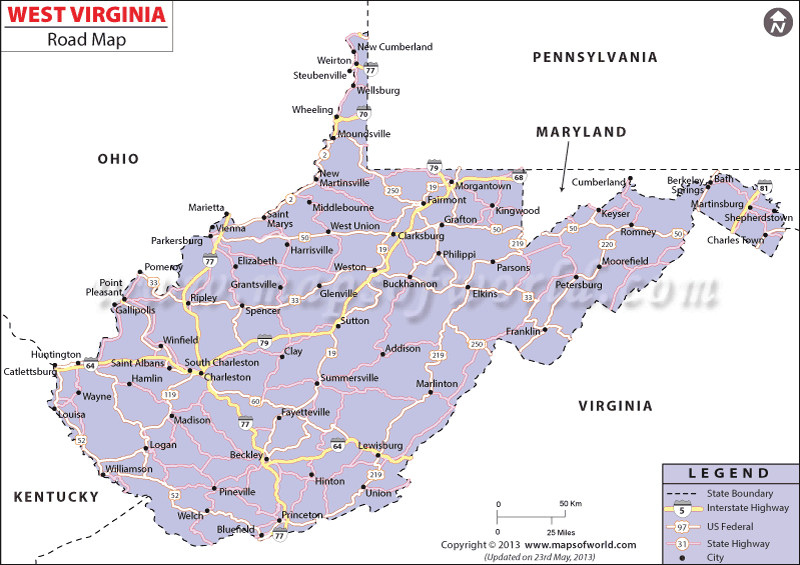 WEST VIRGINIA
Road Map
N
New Cumberland
Weirton
77
Steubenville
Wellsburg
PENNSYLVANIA
Wheeling
70
Moundsville
MARYLAND
OHIO
2
79
68
New
Martinsville
250
19
Morgantown
Cumberland
Berkeley
Springs
Bath
81
Martinsburg
Shepherdstown
Charles Town
Marietta
2
Middlebourne
Fairmont
Kingwood
Keyser
Saint
Marys
Vienna
50
West Union
Grafton
50
Romney
50
Parkersburg
Harrisville
Clarksburg
50
219
220
77
Elizabeth
19
Philippi
Parsons
Moorefield
Pomeroy
33
Weston
Buckhannon
Grantsville
Glenville
Elkins
33
Petersburg
Point
Pleasant
Ripley
33
Gallipolis
Spencer
www.mapsofworld.com
Sutton
Franklin
Winfield
79
19
250
Huntington
64
Clay
Addison
219
Catlettsburg
Saint Albans
South Charleston
Charleston
Hamlin
Summersville
Marlinton
Wayne
119
60
VIRGINIA
Louisa
Madison
77
Fayetteville
52
Logan
64
Lewisburg
Beckley
Williamson
219
KENTUCKY
52
Pineville
Hinton
Union
Welch
Princeton
Bluefield
77
0 50 Km
0 25 Miles
Copyright © 2013 www.mapsofworld.com
(Updated on 23rd May, 2013)
LEGEND
State Boundary
5 Interstate Highway
97 US Federal
31 State Highway
City